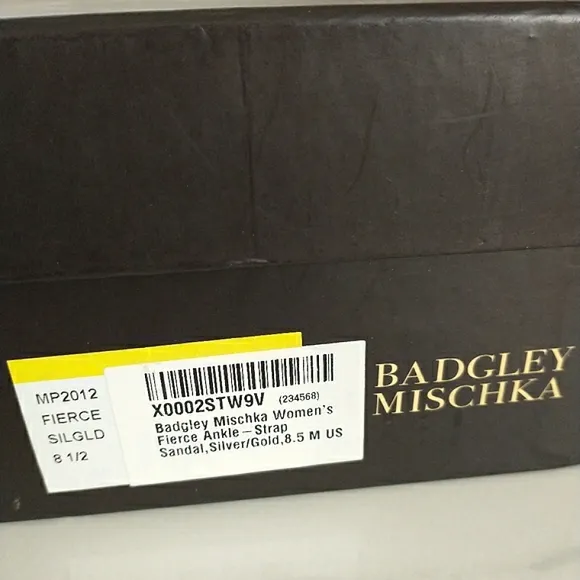 MP2012
FIERCE
SILGLD
8 1/2
X0002STW9V (234568)
Badgley Mischka Women's
Fierce Ankle-Strap
Sandal,Silver/Gold,8.5 M US
BADGLEY
MISCHKA